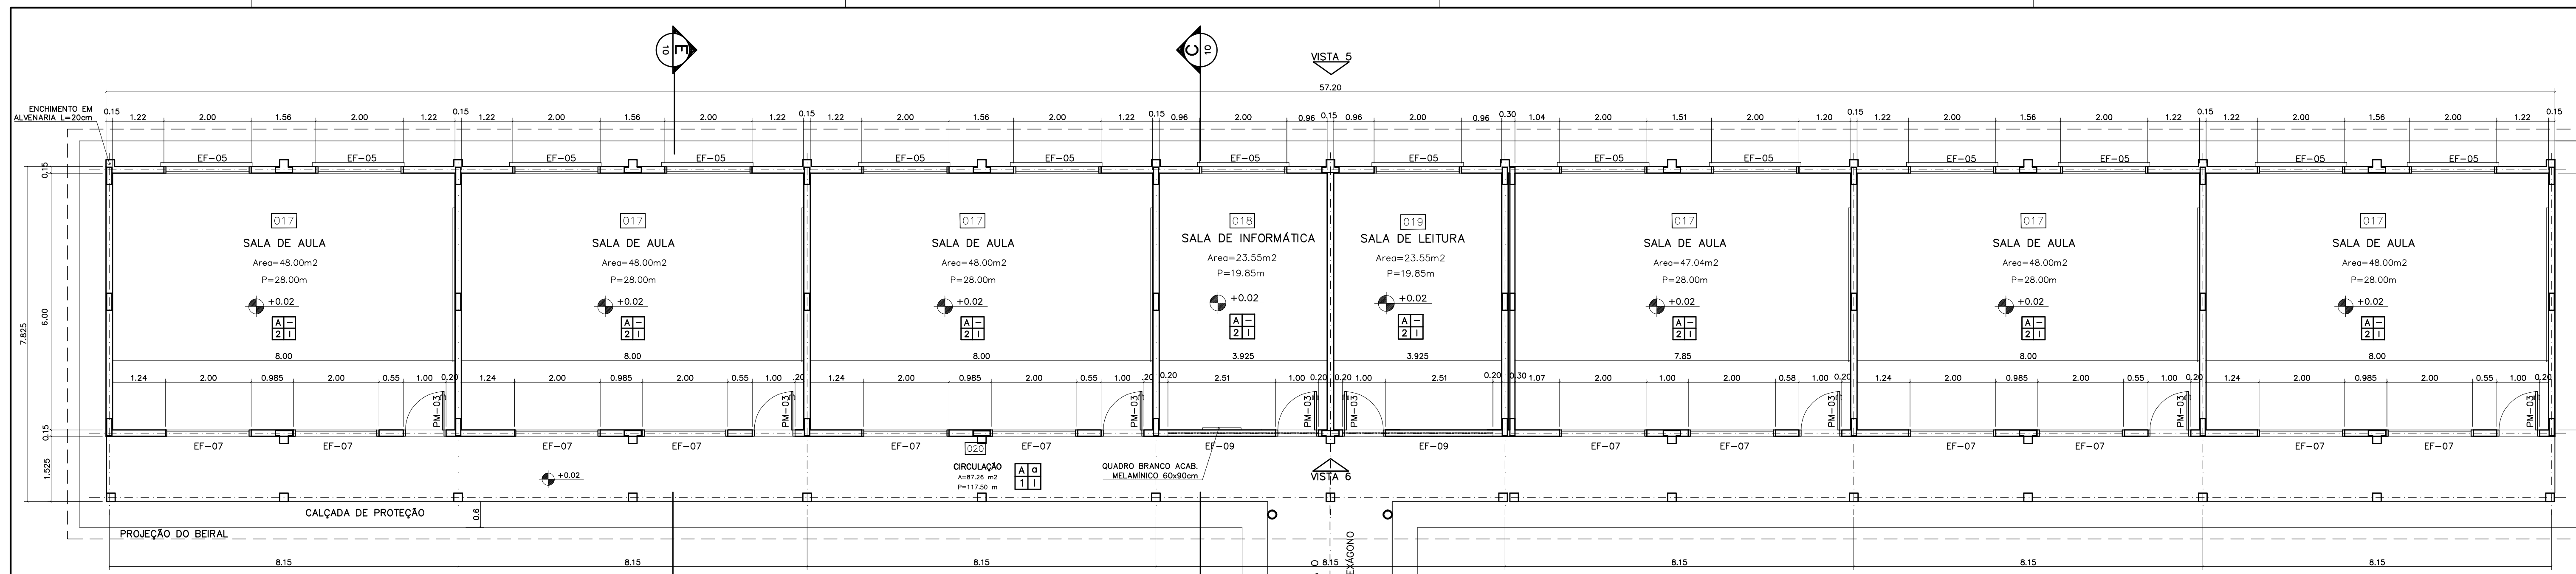 E
10
C
10
VISTA 5
57.20
ENCHIMENTO EM
ALVENARIA L=20cm
0.15 1.22 2.00 1.56 2.00 1.22 0.15 1.22 2.00 1.56 2.00 1.22 0.15 1.22 2.00 1.56 2.00 1.22 0.15 0.96 2.00 0.96 0.15 0.96 2.00 0.96 0.30 1.04 2.00 1.51 2.00 1.20 0.15 1.22 2.00 1.56 2.00 1.22 0.15 1.22 2.00 1.56 2.00 1.22 0.15
EF-05 EF-05 EF-05 EF-05 EF-05 EF-05 EF-05 EF-05 EF-05 EF-05 EF-05 EF-05 EF-05 EF-05
0.15
017 017 017 018 019 017 017 017
SALA DE AULA SALA DE AULA SALA DE AULA SALA DE INFORMÁTICA SALA DE LEITURA SALA DE AULA SALA DE AULA SALA DE AULA
Area=48.00m2 Area=48.00m2 Area=48.00m2 Area=23.55m2 Area=23.55m2 Area=47.04m2 Area=48.00m2 Area=48.00m2
P=28.00m P=28.00m P=28.00m P=19.85m P=19.85m P=28.00m P=28.00m P=28.00m
+0.02 +0.02 +0.02 +0.02 +0.02 +0.02 +0.02 +0.02
A - A - A - A - A - A - A - A -
2 I 2 I 2 I 2 I 2 I 2 I 2 I 2 I
6.00
7.825
8.00 8.00 8.00 3.925 3.925 7.85 8.00 8.00
1.24 2.00 0.985 2.00 0.55 1.00 0.20 1.24 2.00 0.985 2.00 0.55 1.00 .20 1.24 2.00 0.985 2.00 0.55 1.00 .20 0.20 2.51 1.00 0.20 0.20 1.00 2.51 0.20 0.30 1.07 2.00 1.00 2.00 0.58 1.00 0.20 1.24 2.00 0.985 2.00 0.55 1.00 0.20 1.24 2.00 0.985 2.00 0.55 1.00 0.20
PM-03 PM-03 PM-03 PM-03 PM-03 PM-03 PM-03 PM-03
0.15
EF-07 EF-07 EF-07 EF-07 EF-07 EF-07 EF-09 EF-09 EF-07 EF-07 EF-07 EF-07 EF-07 EF-07
020
1.525
+0.02
CIRCULAÇÃO
A=87.26 m2
P=117.50 m
A a
1 I
QUADRO BRANCO ACAB.
MELAMÍNICO 60x90cm
VISTA 6
CALÇADA DE PROTEÇÃO
0.6
PROJEÇÃO DO BEIRAL
8.15 8.15 8.15 8.15 8.15 8.15 8.15
O
EXÁGONO